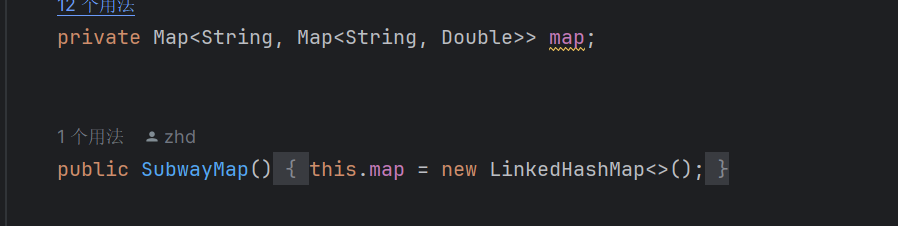 12 个用法
private Map<String, Map<String, Double>> map;
1 个用法 zhd
public SubwayMap() { this.map = new LinkedHashMap<>(); }